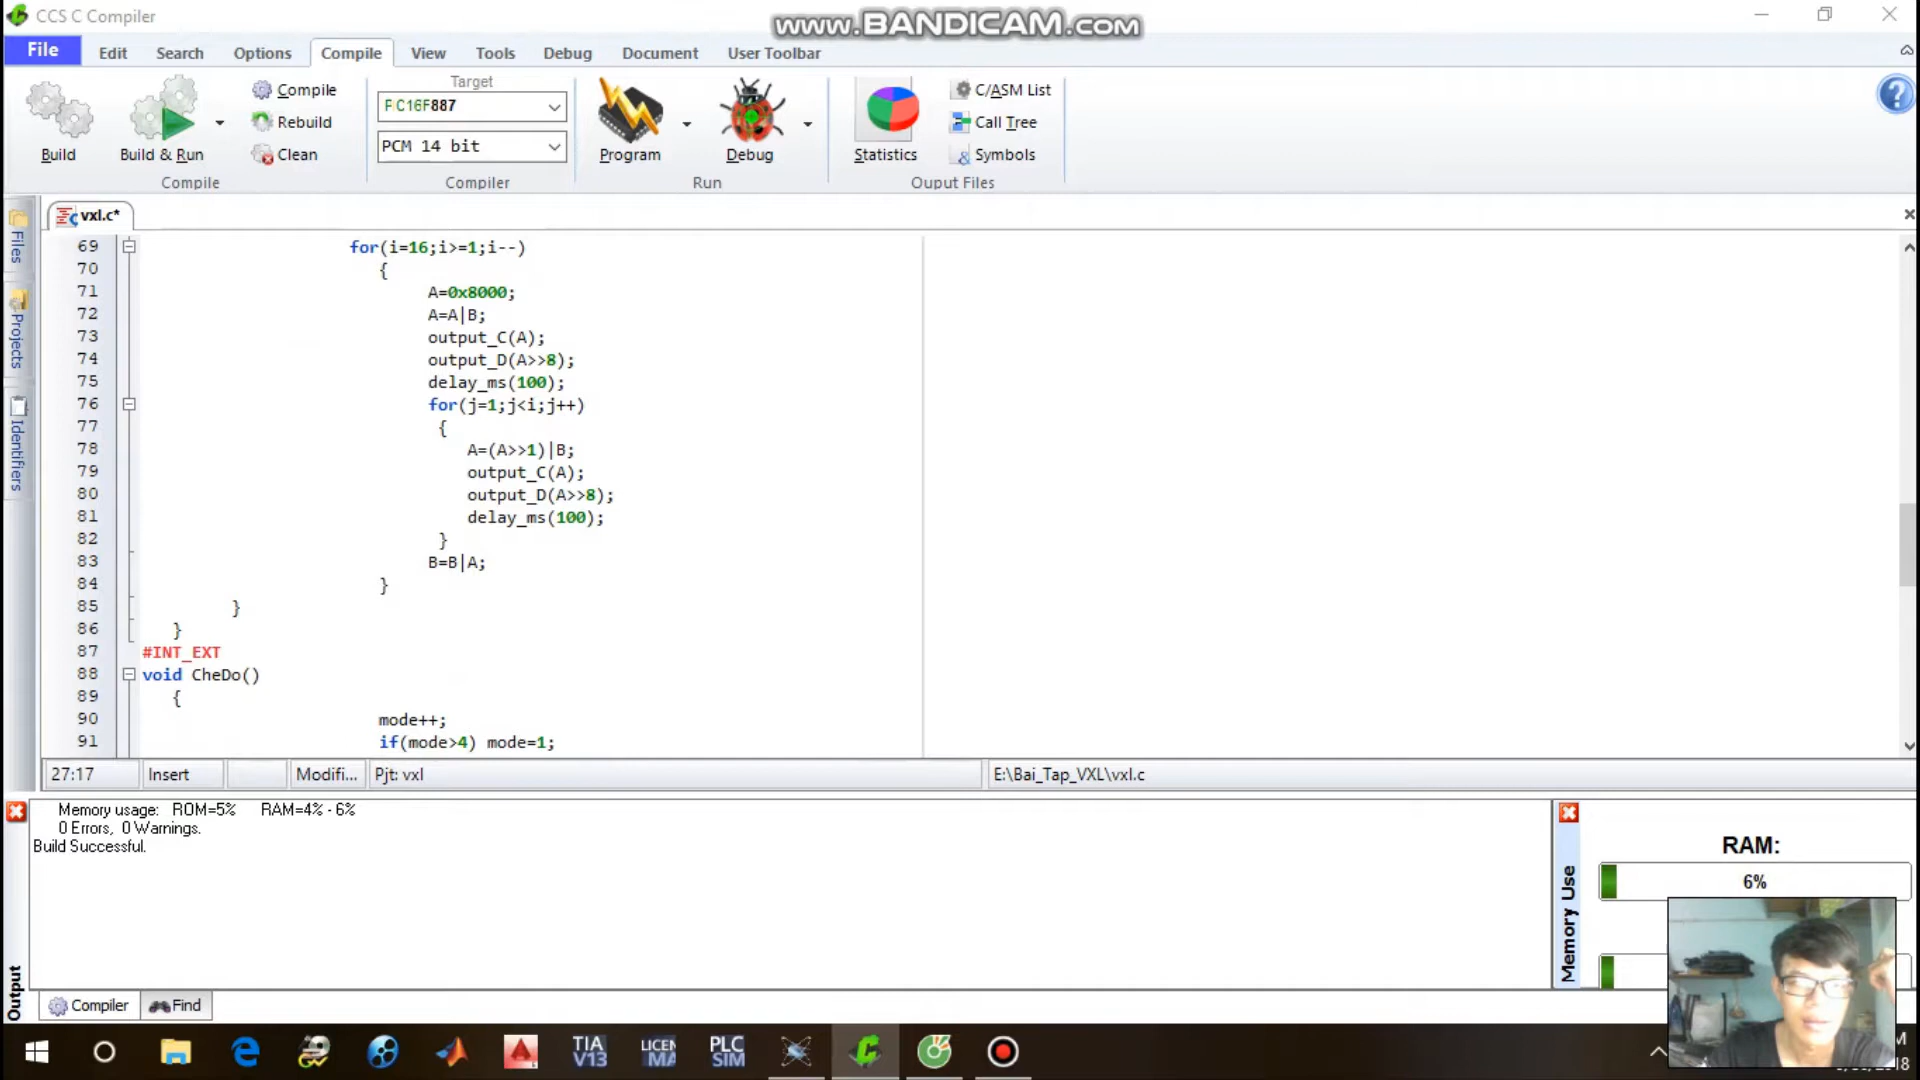 CCS C Compiler
www.BANDICAM.com
File Edit Search Options Compile View Tools Debug Document User Toolbar
Build
Build & Run
Compile
Rebuild
Clean
Compile
Target
PIC16F887
PCM 14 bit
Compiler
Program
Debug
Run
Statistics
C/ASM List
Call Tree
Symbols
Ouput Files
Files
Projects
Identifiers
vxl.c*
69 for(i=16;i>=1;i--)
70 {
71 A=0x8000;
72 A=A|B;
73 output_C(A);
74 output_D(A>>8);
75 delay_ms(100);
76 for(j=1;j<i;j++)
77 {
78 A=(A>>1)|B;
79 output_C(A);
80 output_D(A>>8);
81 delay_ms(100);
82 }
83 B=B|A;
84 }
85 }
86 }
87 #INT_EXT
88 void CheDo()
89 {
90 mode++;
91 if(mode>4) mode=1;
27:17 Insert Modifi... Pjt: vxl E:\Bai_Tap_VXL\vxl.c
Memory usage: ROM=5% RAM=4% - 6%
0 Errors, 0 Warnings.
Build Successful.
Output
Compiler Find
Memory Use
RAM:
6%
TIA V13
PLC SIM